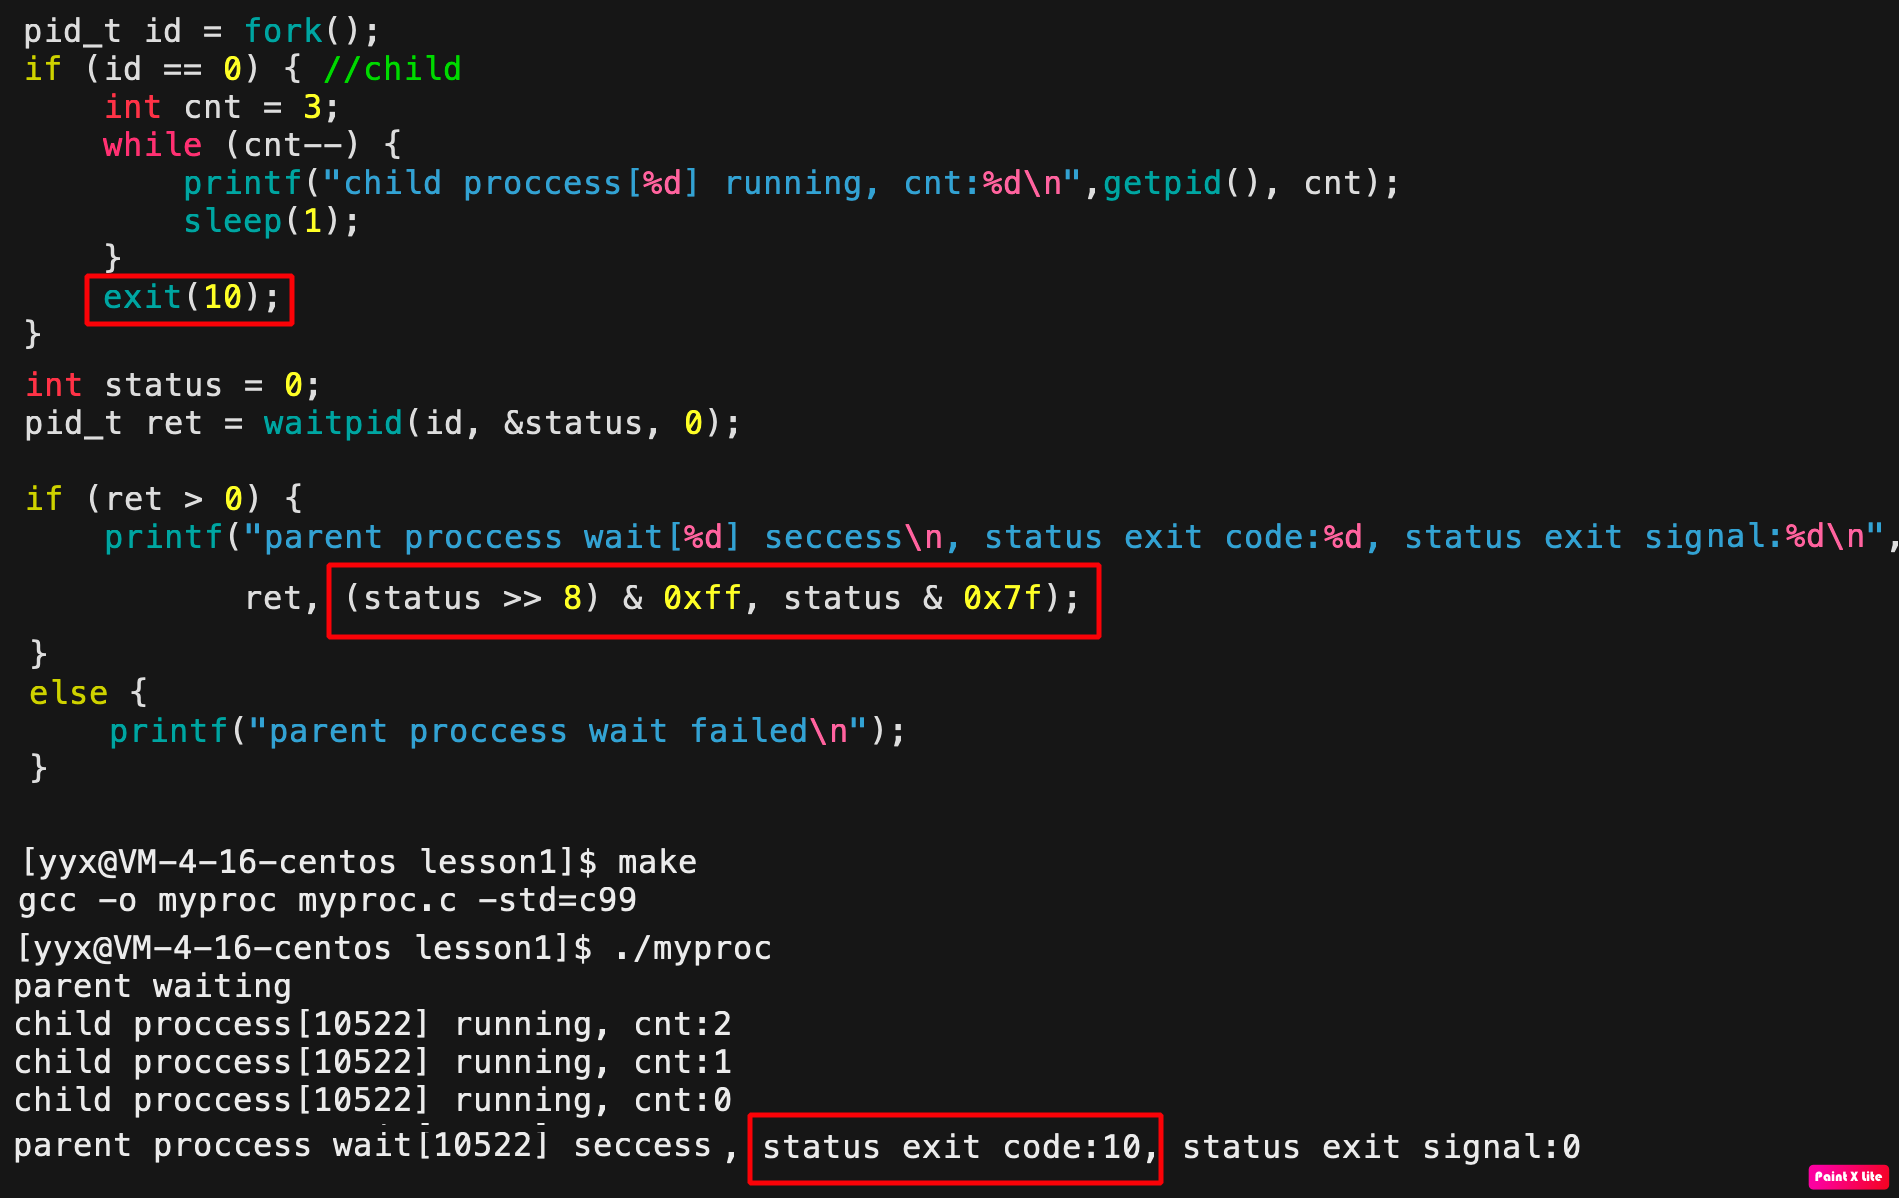 pid_t id = fork();
if (id == 0) { //child
    int cnt = 3;
    while (cnt--) {
        printf("child proccess[%d] running, cnt:%d\n",getpid(), cnt);
        sleep(1);
    }
    exit(10);
}
int status = 0;
pid_t ret = waitpid(id, &status, 0);
if (ret > 0) {
    printf("parent proccess wait[%d] seccess\n, status exit code:%d, status exit signal:%d\n",
           ret, (status >> 8) & 0xff, status & 0x7f);
}
else {
    printf("parent proccess wait failed\n");
}
[yyx@VM-4-16-centos lesson1]$ make
gcc -o myproc myproc.c -std=c99
[yyx@VM-4-16-centos lesson1]$ ./myproc
parent waiting
child proccess[10522] running, cnt:2
child proccess[10522] running, cnt:1
child proccess[10522] running, cnt:0
parent proccess wait[10522] seccess , status exit code:10, status exit signal:0
Paint X Lite